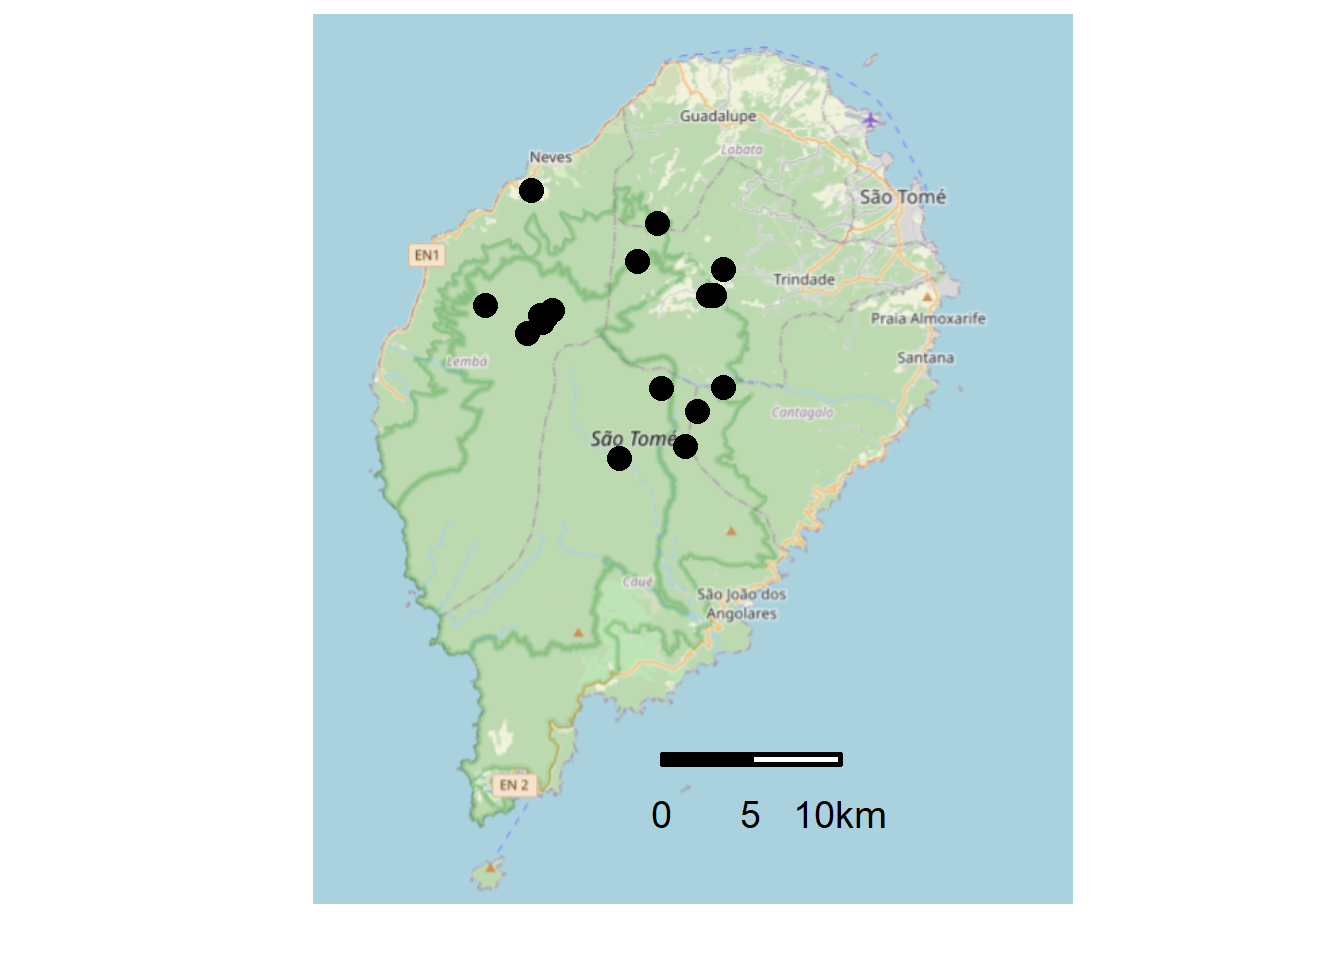 Guadalupe
Lobata
Neves
São Tomé
EN1
Trindade
Praia Almoxarife
Lembá
Santana
Cantagalo
São Tomé
Caué
São João dos
Angolares
EN 2
0 5 10km